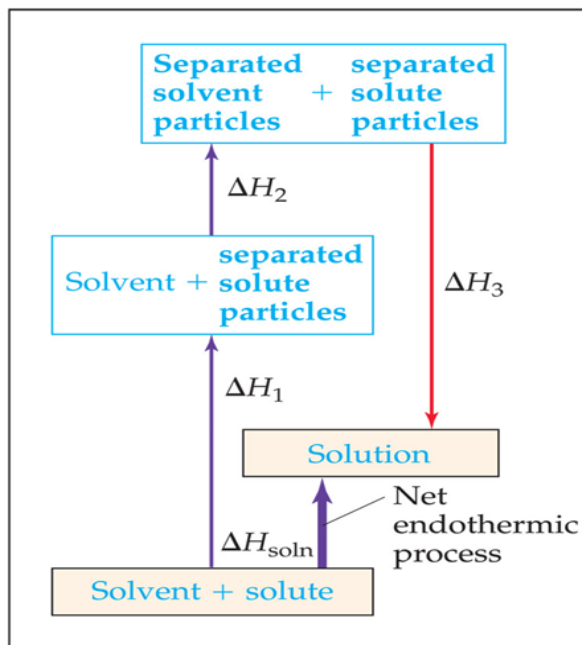 Separated separated
solvent + solute
particles particles
ΔH₂
separated
Solvent + solute
particles
ΔH₃
ΔH₁
Solution
Net
endothermic
process
ΔHsoln
Solvent + solute